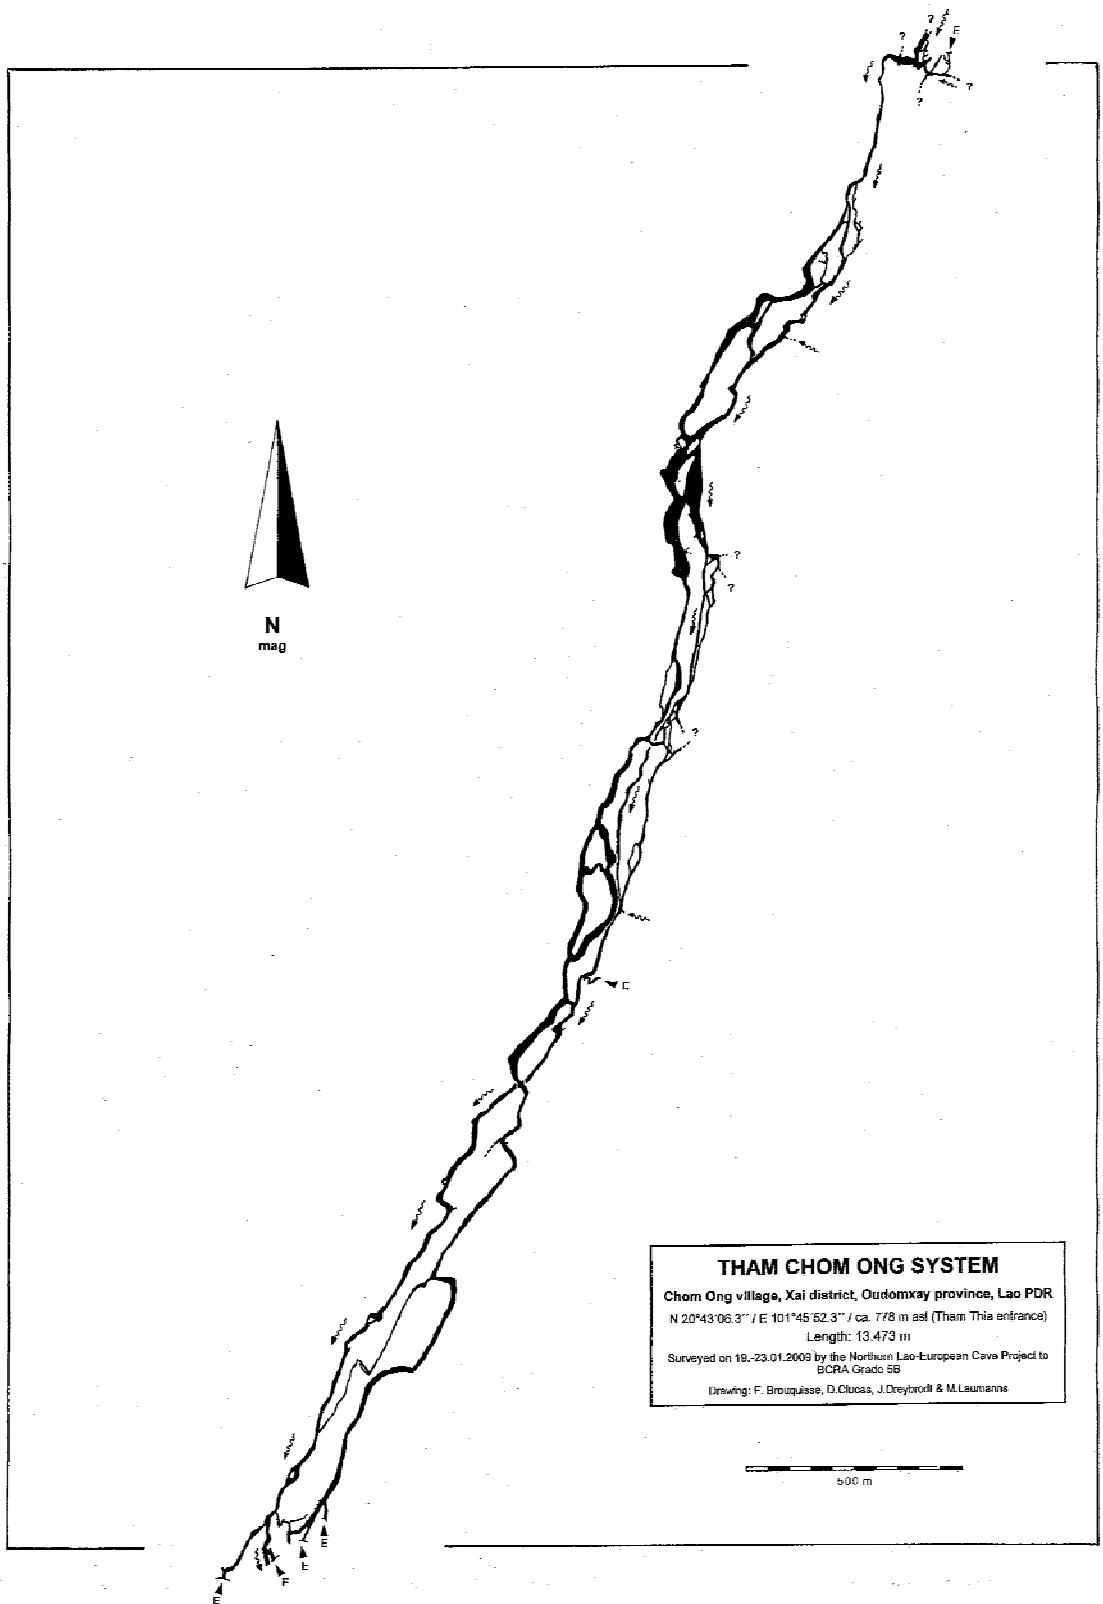 ?
?
E
?
?
?
?
N
mag
?
E
THAM CHOM ONG SYSTEM
Chom Ong village, Xai district, Oudomxay province, Lao PDR
N 20°43'06.3'' / E 101°45'52.3'' / ca. 778 m asl (Tham Thia entrance)
Length: 13.473 m
Surveyed on 19.-23.01.2009 by the Northern Lao-European Cave Project to
BCRA Grade 5B
Drawing: F. Brouquisse, D.Clucas, J.Dreybrodt & M.Laumanns
500 m
E
E
E
E